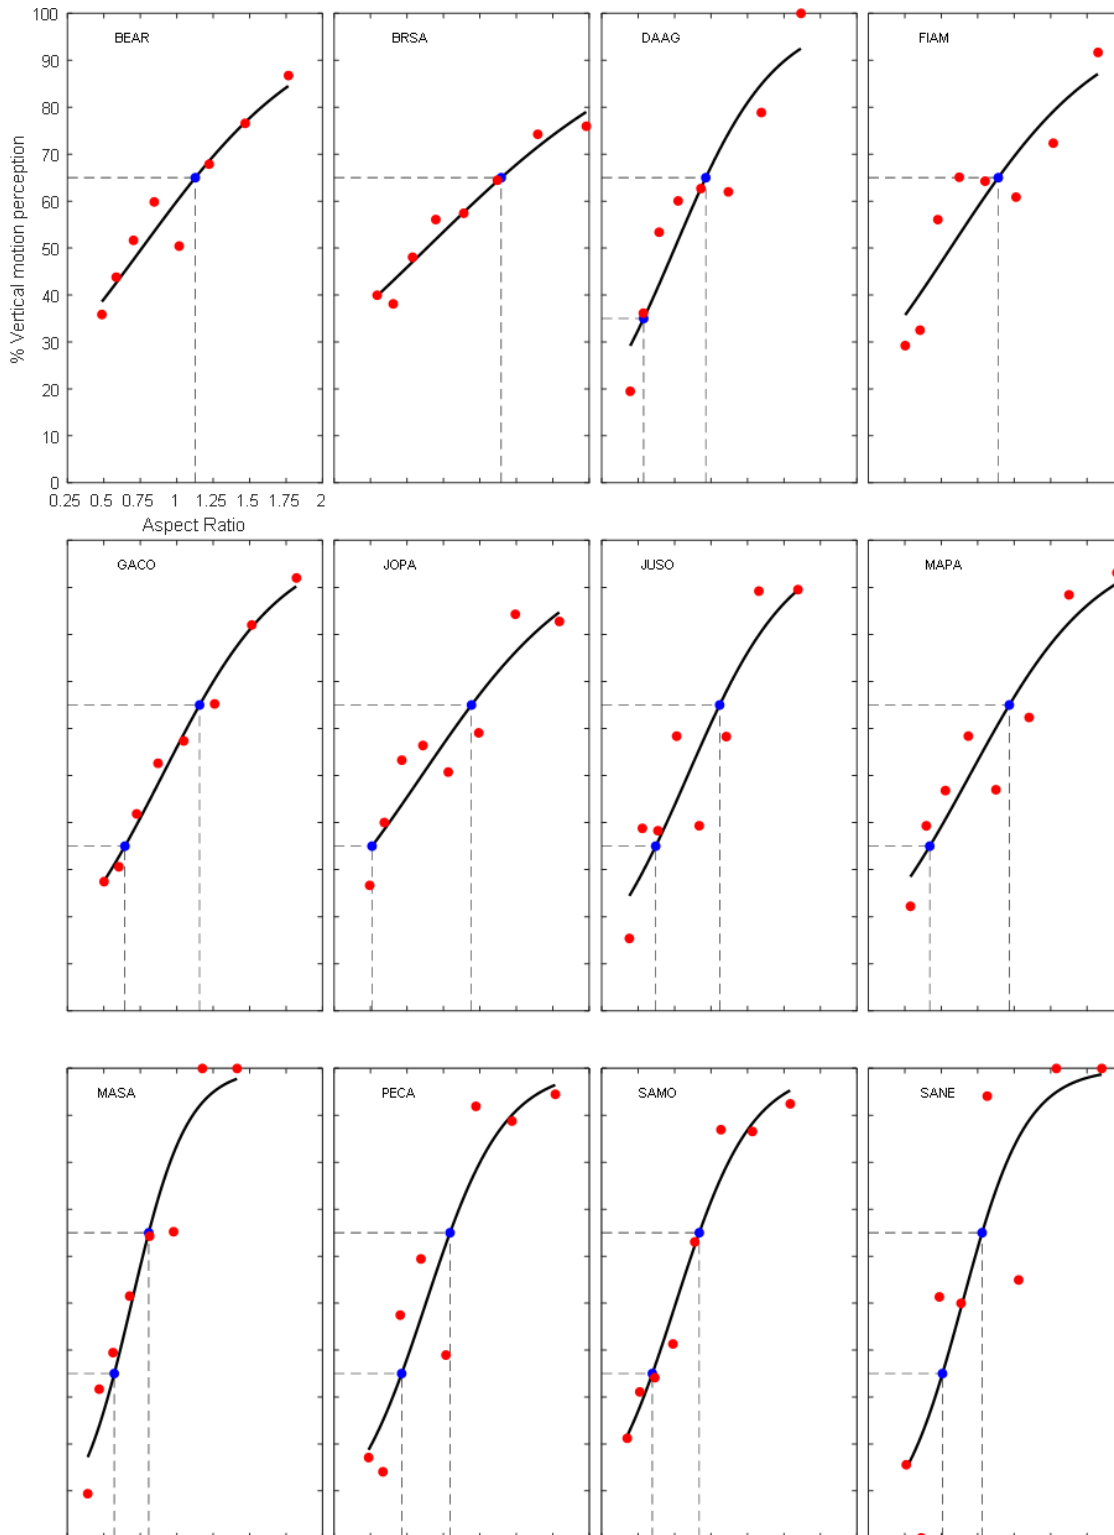 BEAR BRSA DAAG FIAM
100
90
80
70
60
50
40
30
20
10
0
% Vertical motion perception
0.25 0.5 0.75 1 1.25 1.5 1.75 2
Aspect Ratio
GACO JOPA JUSO MAPA
MASA PECA SAMO SANE